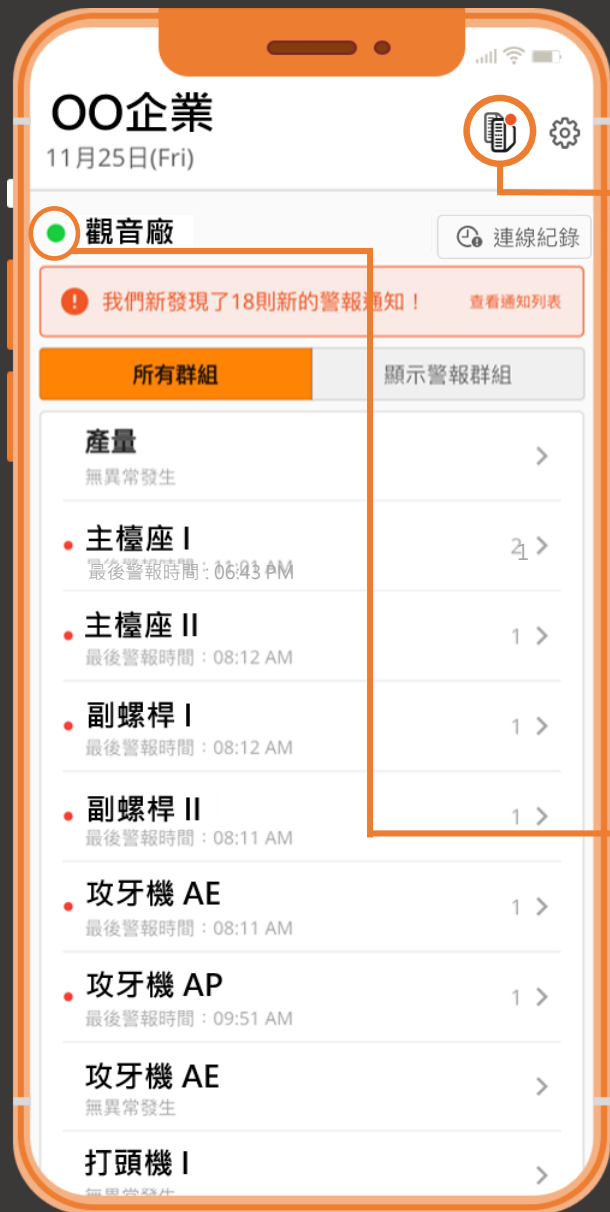 OO企業
11月25日(Fri)
觀音廠
連線紀錄
我們新發現了18則新的警報通知！
查看通知列表
所有群組
顯示警報群組
產量
無異常發生
主檯座 I
最後警報時間 : 06:43 PM
1
主檯座 II
1
最後警報時間：08:12 AM
副螺桿 I
1
最後警報時間：08:12 AM
副螺桿 II
1
最後警報時間：08:11 AM
攻牙機 AE
1
最後警報時間：08:11 AM
攻牙機 AP
1
最後警報時間：09:51 AM
攻牙機 AE
無異常發生
打頭機 I